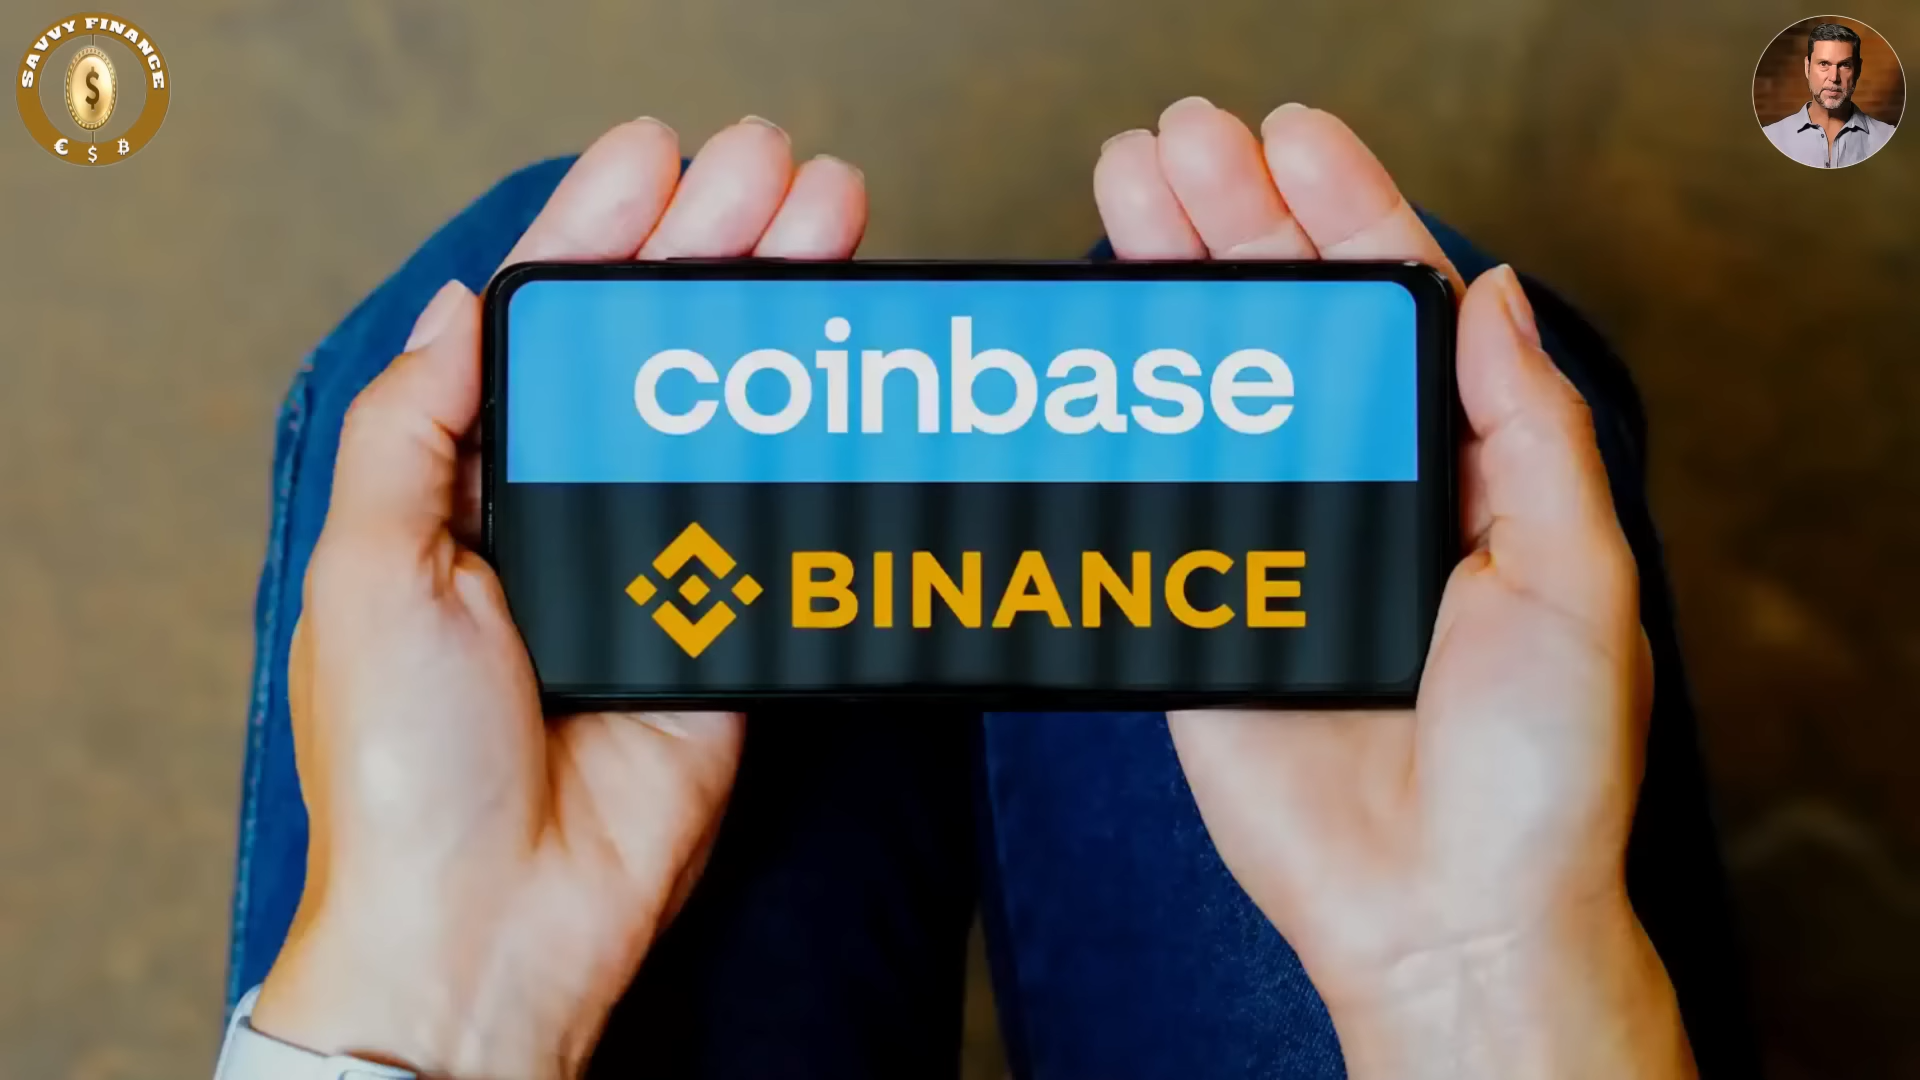 SAVVY FINANCE
$
€ $ ₿
coinbase
BINANCE